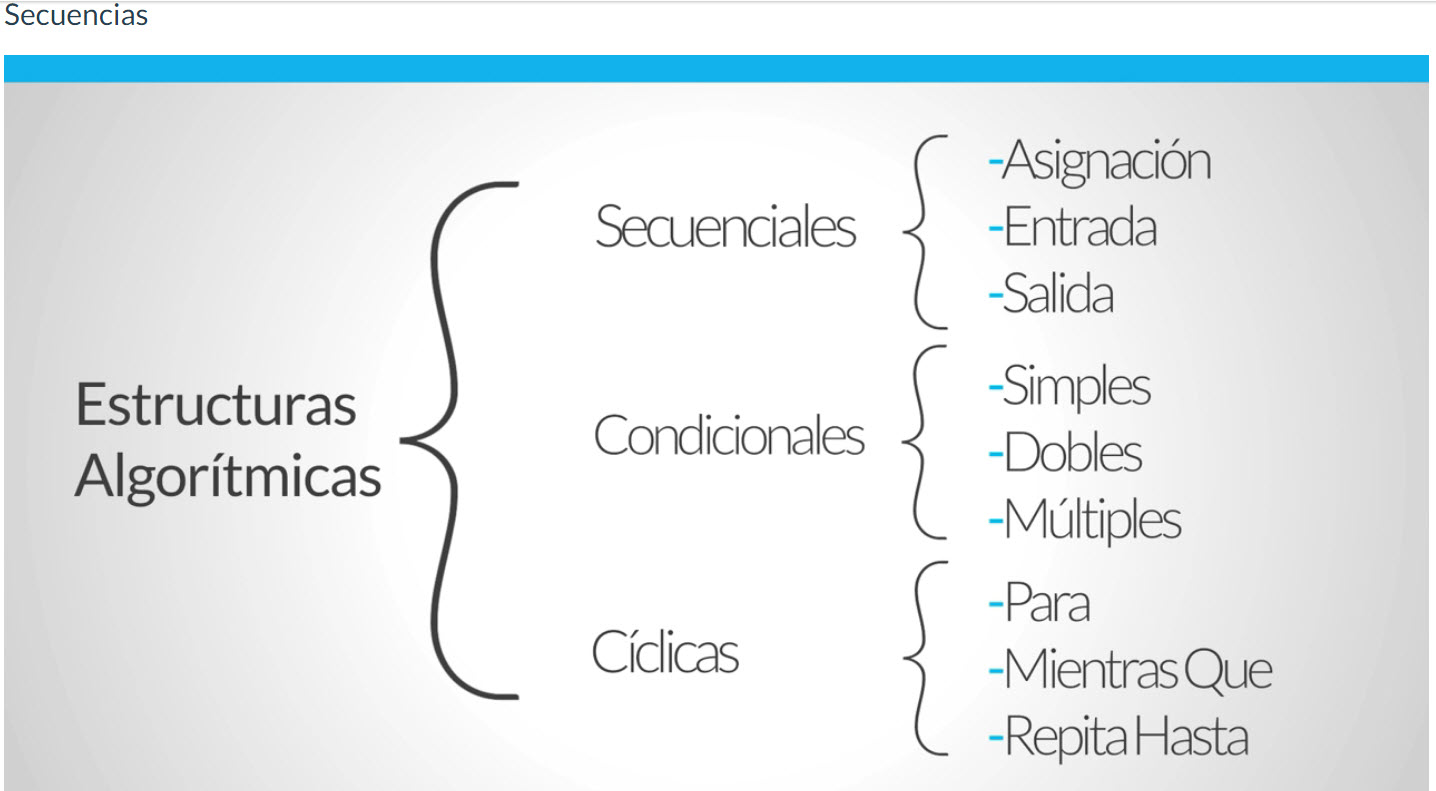 Secuencias
Estructuras
Algorítmicas
Secuenciales
-Asignación
-Entrada
-Salida
Condicionales
-Simples
-Dobles
-Múltiples
Cíclicas
-Para
-Mientras Que
-Repita Hasta